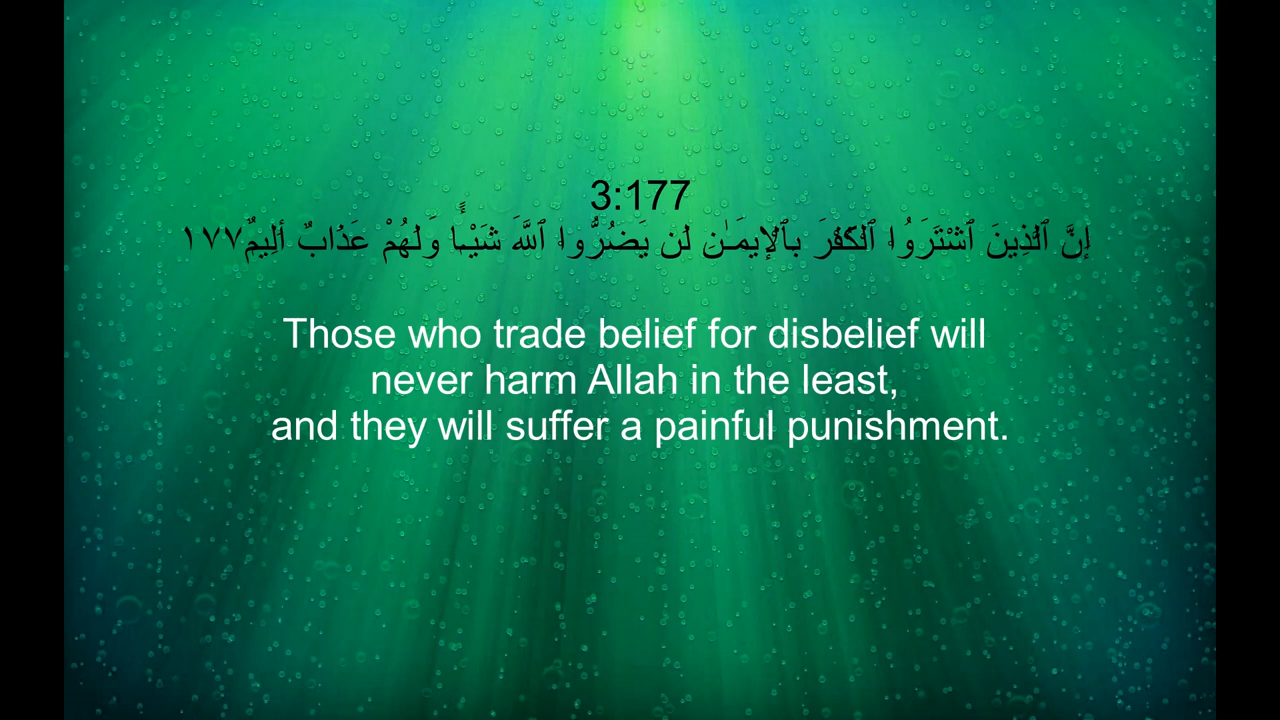 3:177
إِنَّ ٱلَّذِينَ ٱشْتَرَوُا۟ ٱلْكُفْرَ بِٱلْإِيمَـٰنِ لَن يَضُرُّوا۟ ٱللَّهَ شَيْـًٔا وَلَهُمْ عَذَابٌ أَلِيمٌ ١٧٧
Those who trade belief for disbelief will
never harm Allah in the least,
and they will suffer a painful punishment.